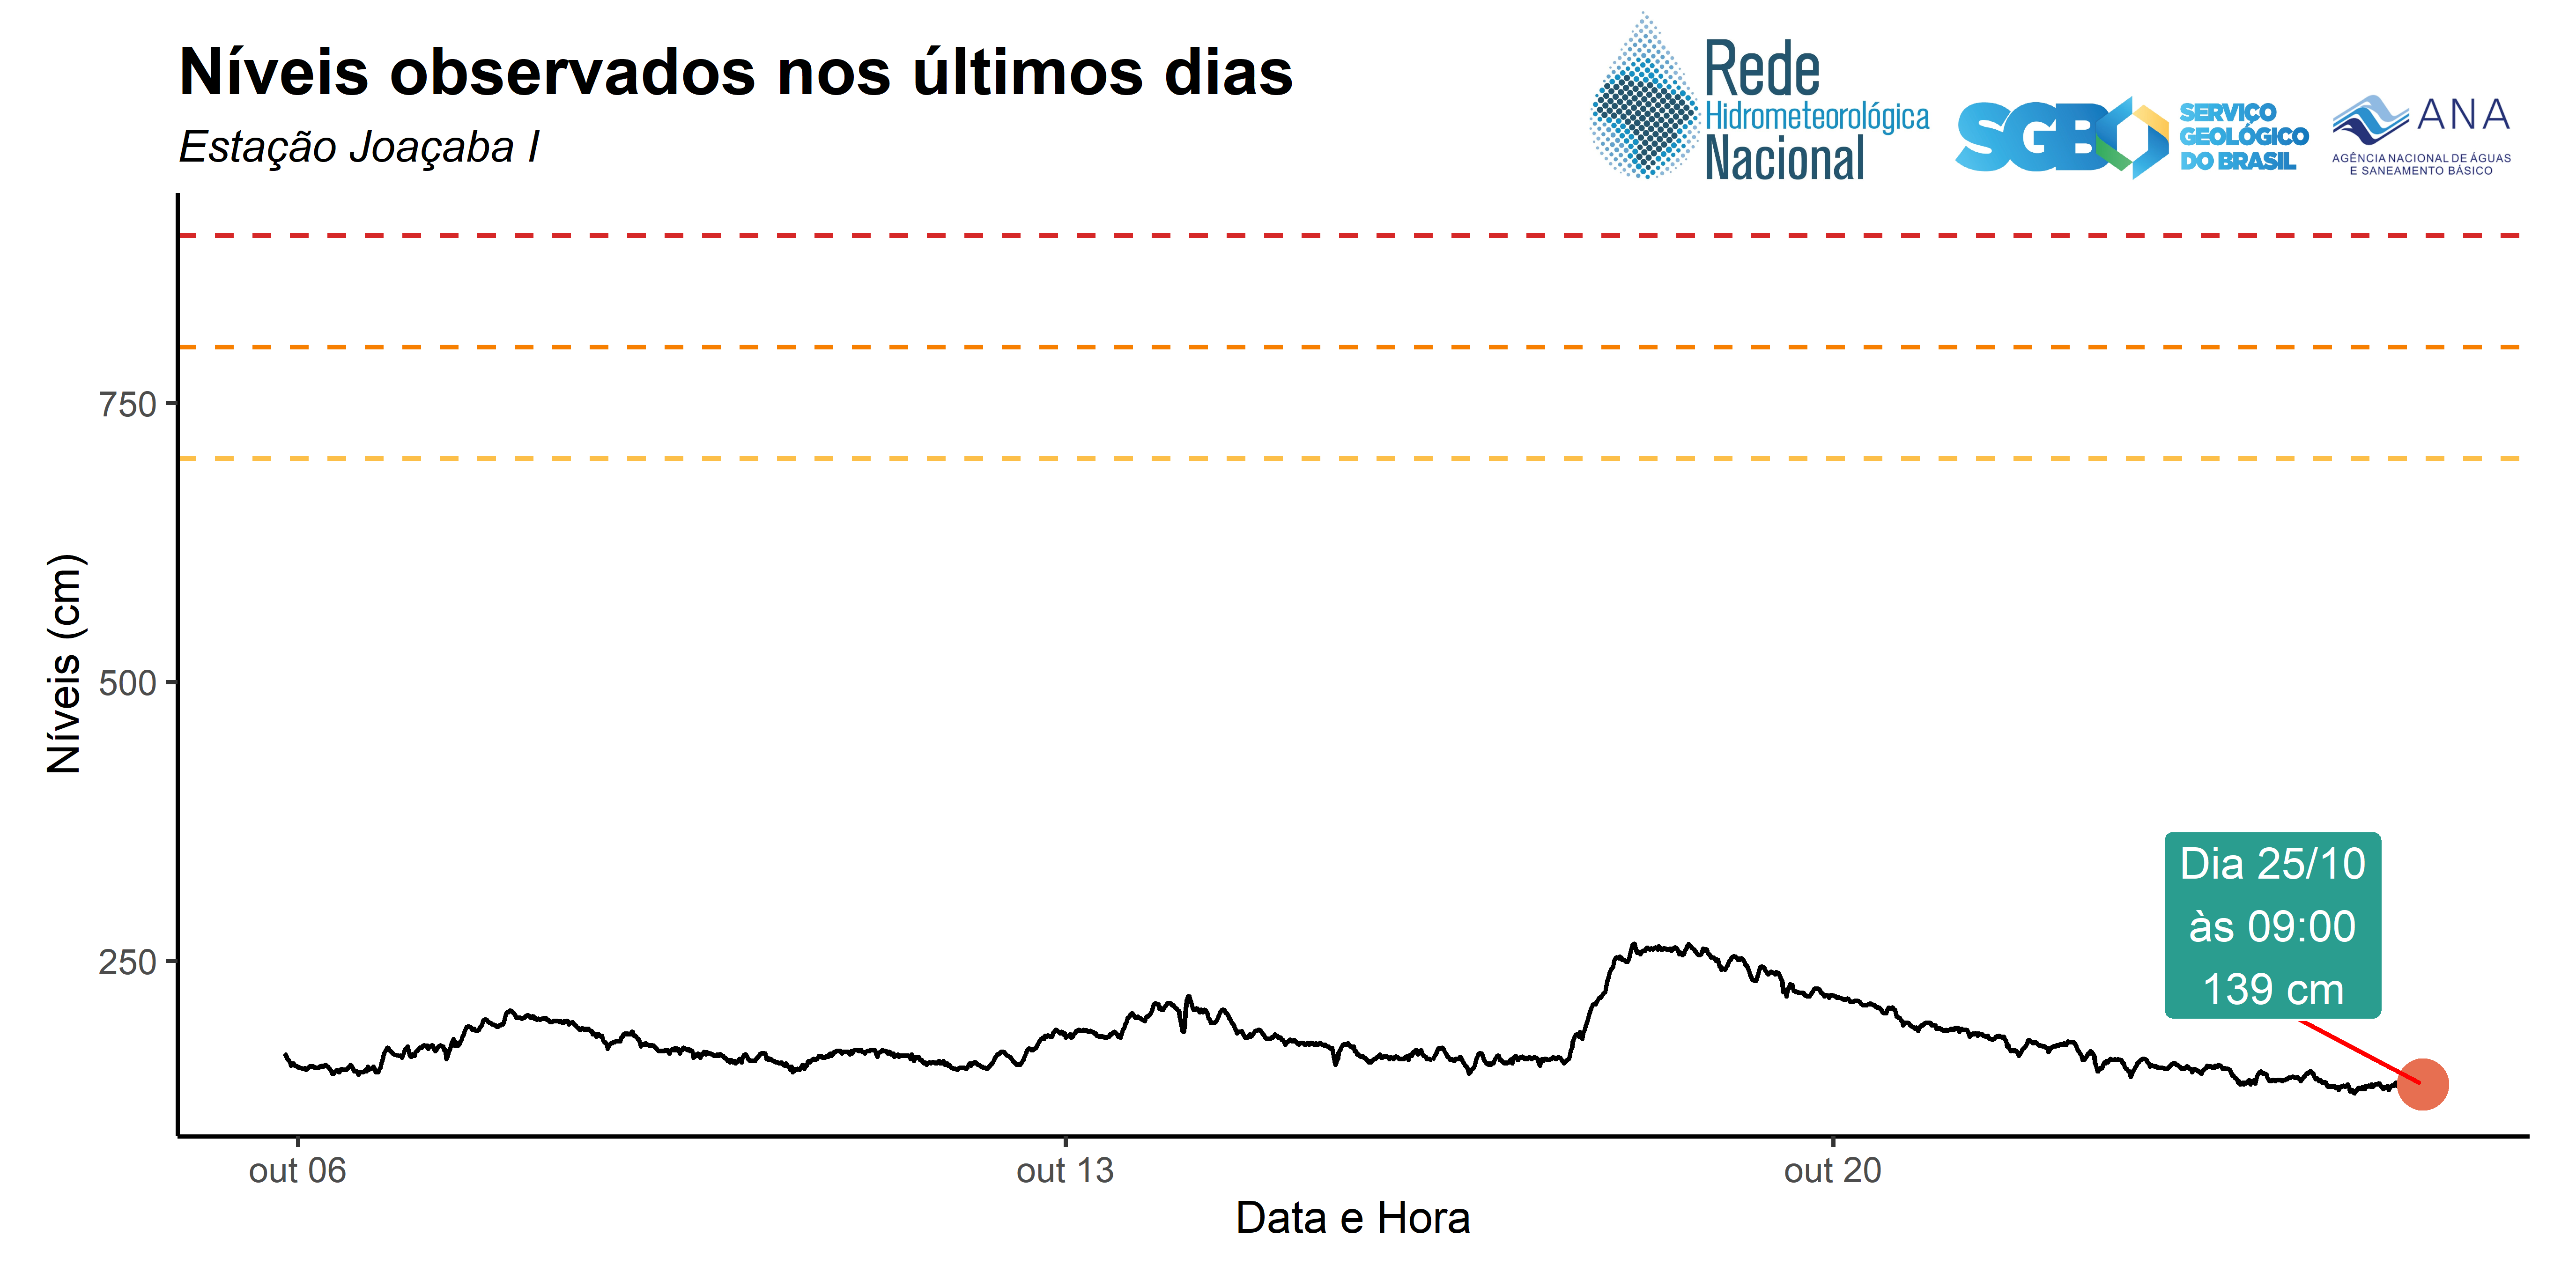 Níveis observados nos últimos dias
Estação Joaçaba I
Rede
Hidrometeorológica
Nacional
SGB
SERVIÇO
GEOLÓGICO
DO BRASIL
ANA
AGÊNCIA NACIONAL DE ÁGUAS
E SANEAMENTO BÁSICO
Níveis (cm)
750
500
250
Dia 25/10
às 09:00
139 cm
out 06
out 13
out 20
Data e Hora